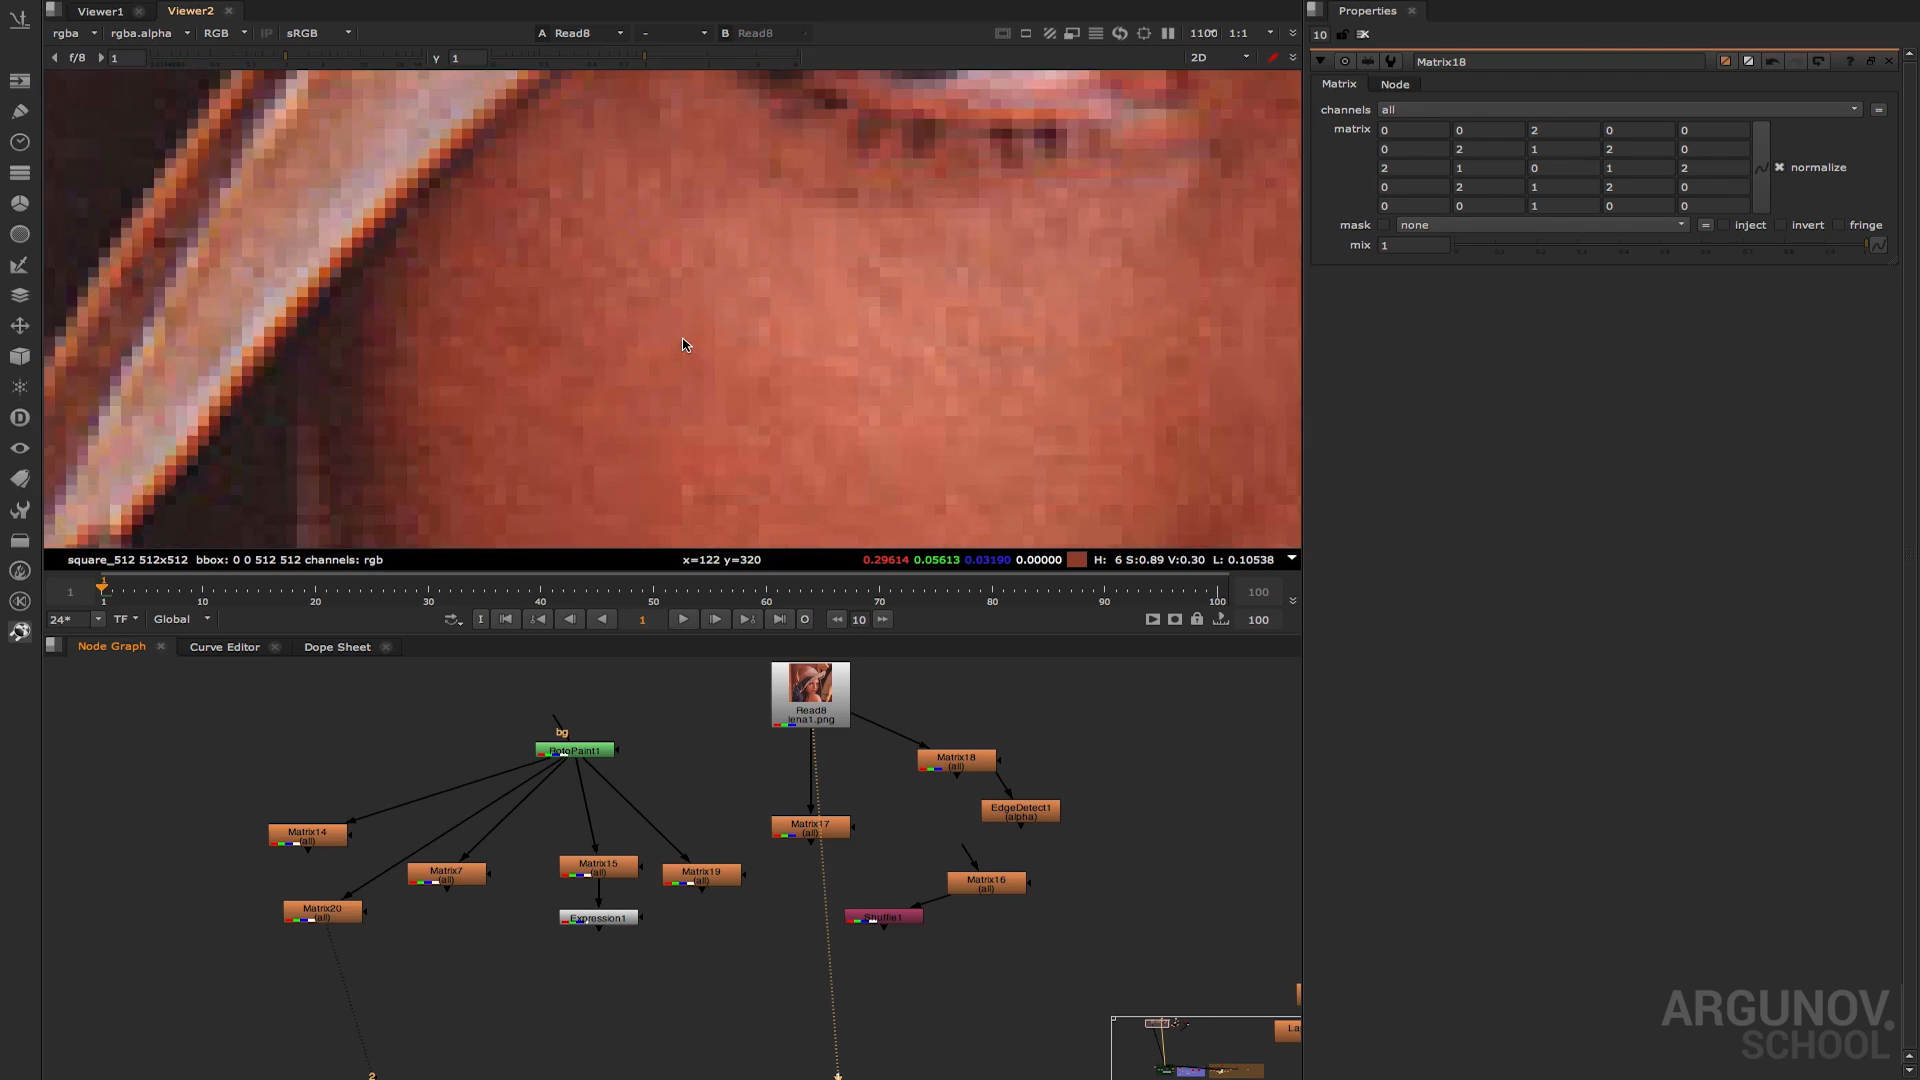 Viewer1 Viewer2 Properties
rgba rgba.alpha RGB IP sRGB A Read8 - B Read8 1100 1:1 10
f/8 1 y 1 2D Matrix18
Matrix Node
channels all =
matrix 0 0 2 0 0
0 2 1 2 0
2 1 0 1 2 normalize
0 2 1 2 0
0 0 1 0 0
mask none = inject invert fringe
mix 1
square_512 512x512 bbox: 0 0 512 512 channels: rgb x=122 y=320 0.29614 0.05613 0.03190 0.00000 H: 6 S:0.89 V:0.30 L: 0.10538
1
1 100
1 10 20 30 40 50 60 70 80 90 100
24* TF Global I 1 O 10 100
Node Graph Curve Editor Dope Sheet
Read8
lena1.png
bg
RotoPaint1
Matrix18
(all)
EdgeDetect1
(alpha)
Matrix14
(all)
Matrix17
(all)
Matrix7
(all)
Matrix15
(all)
Matrix19
(all)
Matrix16
(all)
Matrix20
(all)
Expression1
Shuffle1
La
2
ARGUNOV.
SCHOOL